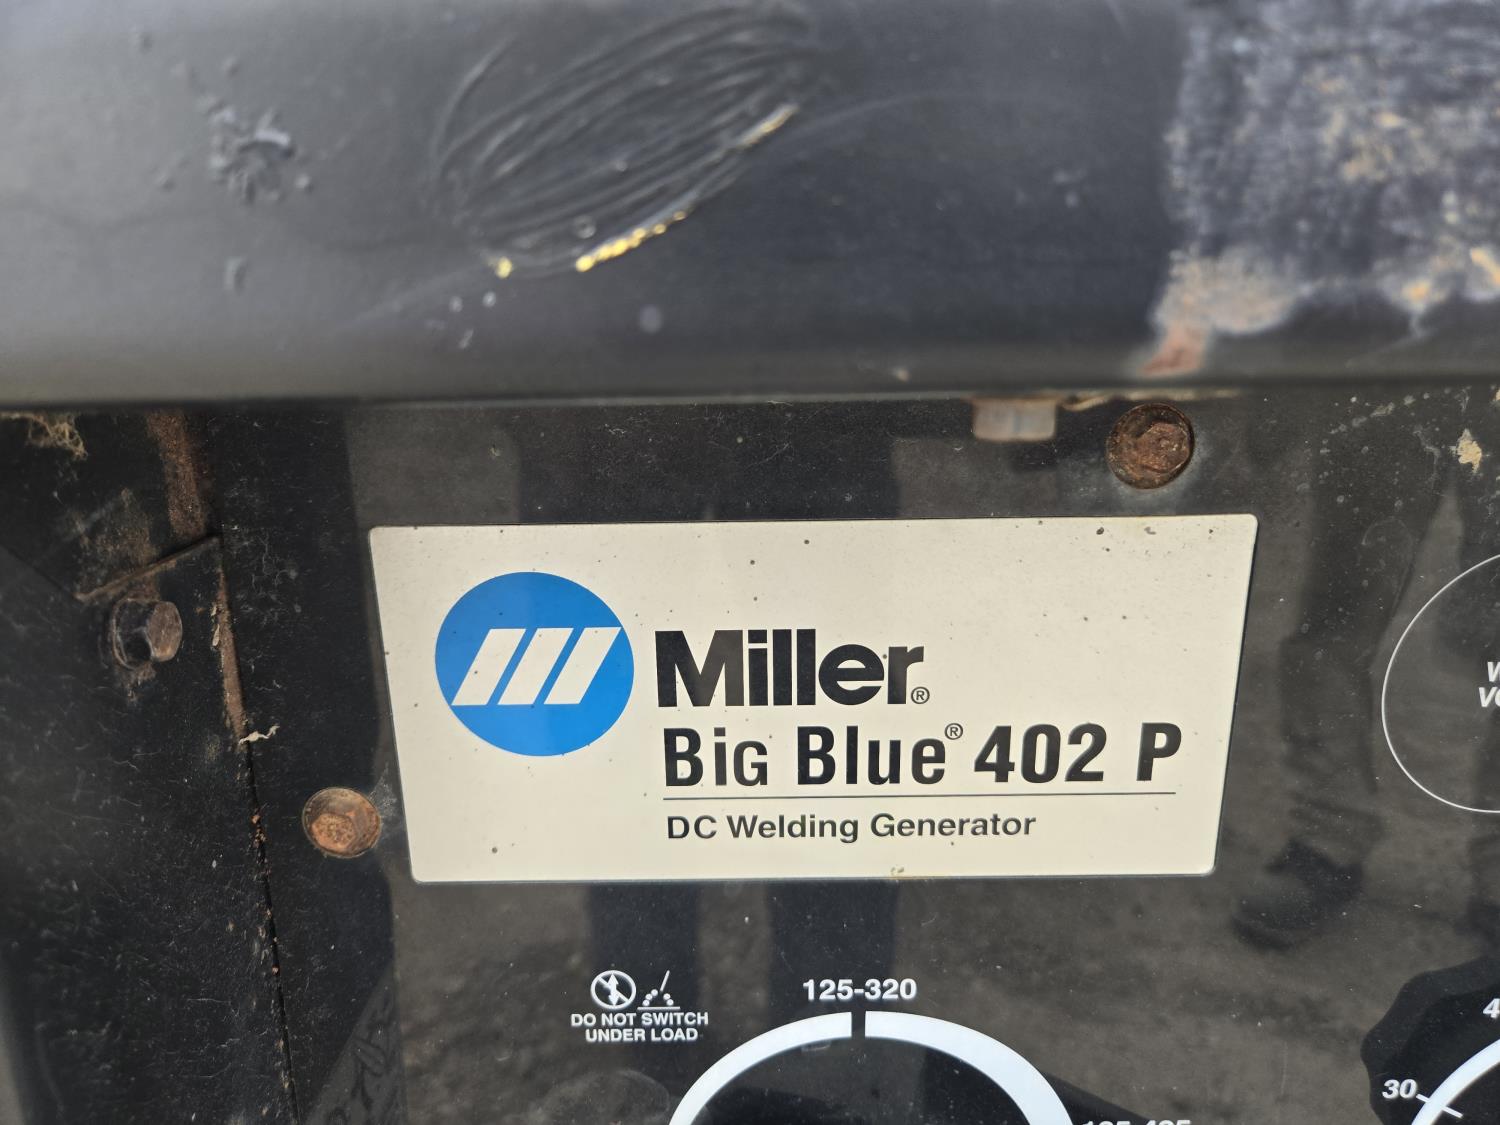 Miller®
Big Blue® 402 P
DC Welding Generator
DO NOT SWITCH
UNDER LOAD
125-320
30